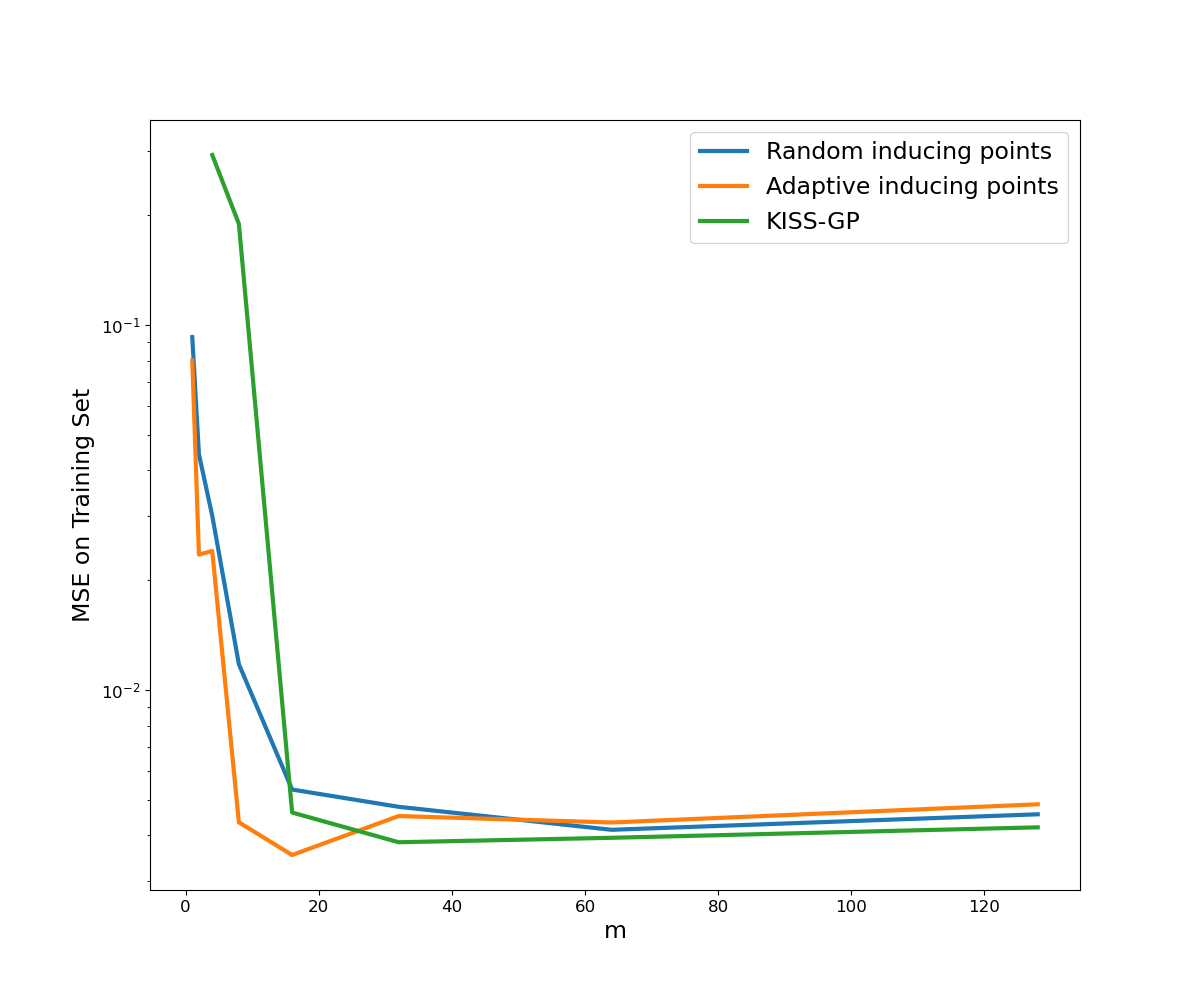 Random inducing points
Adaptive inducing points
KISS-GP
MSE on Training Set
10⁻¹
10⁻²
0 20 40 60 80 100 120
m